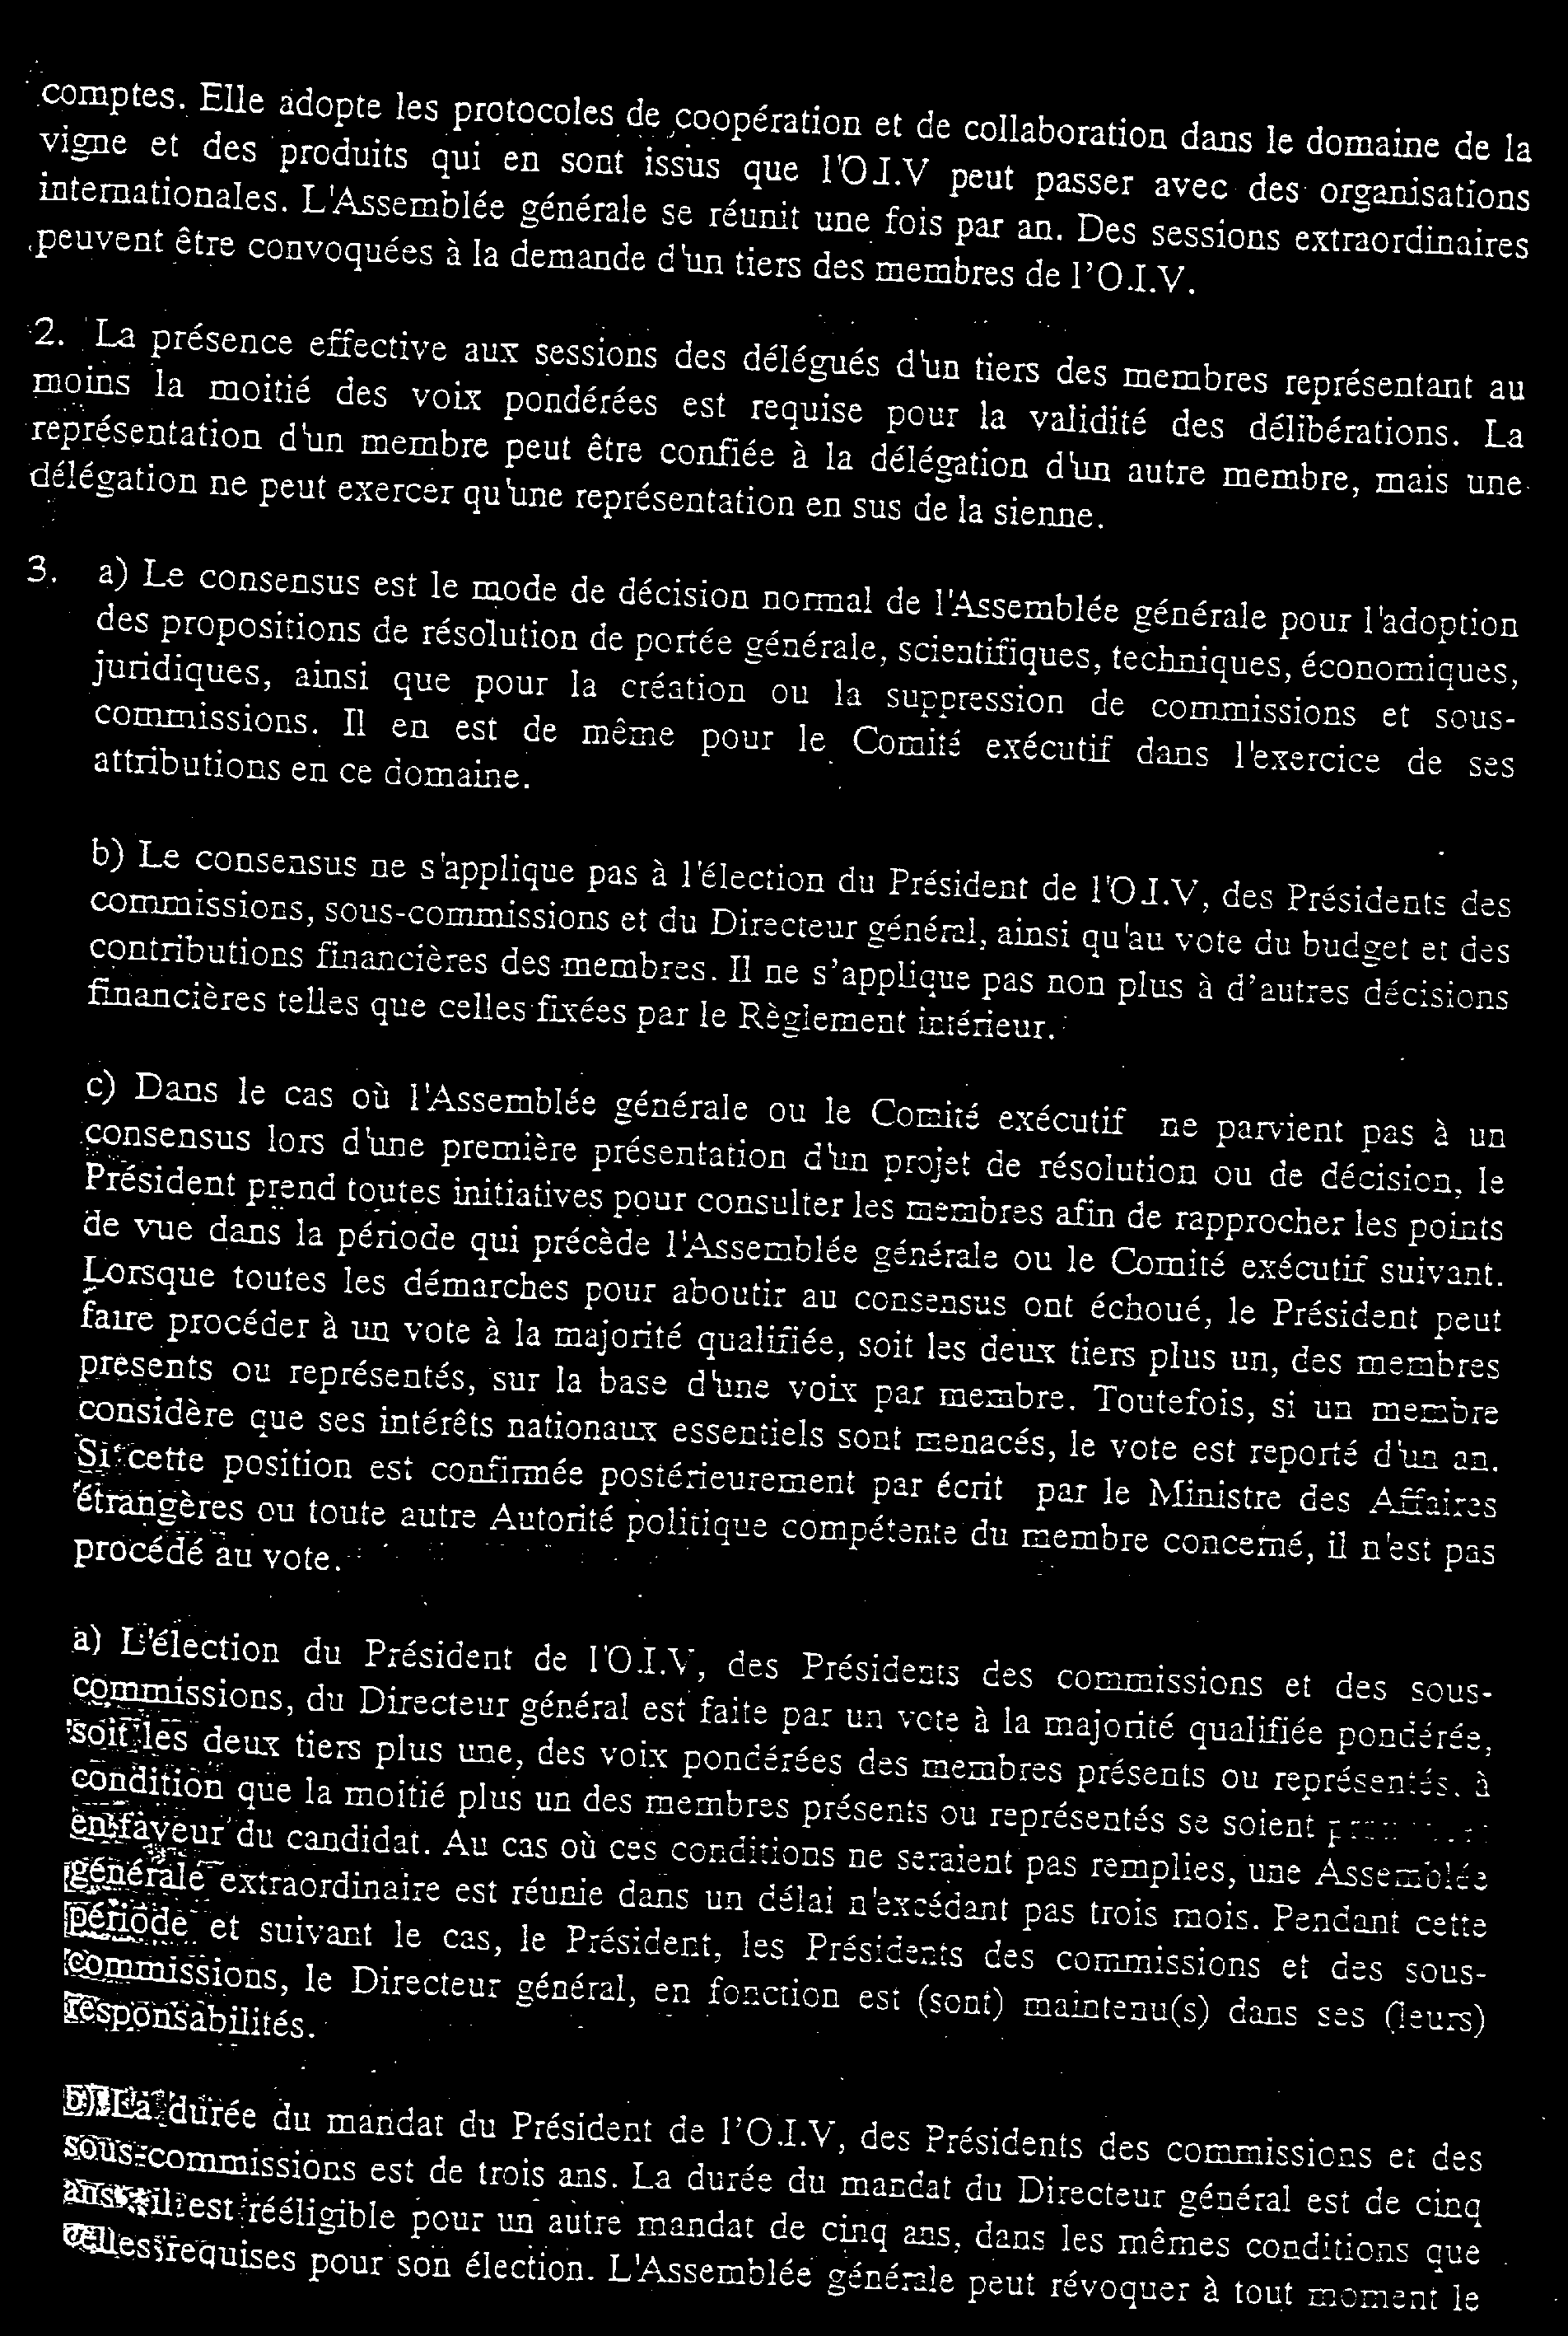 comptes. Elle adopte les protocoles de coopération et de collaboration dans le domaine de la
vigne et des produits qui en sont issus que l'O.I.V peut passer avec des organisations
internationales. L'Assemblée générale se réunit une fois par an. Des sessions extraordinaires
peuvent être convoquées à la demande d'un tiers des membres de l'O.I.V.
2. La présence effective aux sessions des délégués d'un tiers des membres représentant au
moins la moitié des voix pondérées est requise pour la validité des délibérations. La
représentation d'un membre peut être confiée à la délégation d'un autre membre, mais une
délégation ne peut exercer qu'une représentation en sus de la sienne.
3. a) Le consensus est le mode de décision normal de l'Assemblée générale pour l'adoption
des propositions de résolution de portée générale, scientifiques, techniques, économiques,
juridiques, ainsi que pour la création ou la suppression de commissions et sous-
commissions. Il en est de même pour le Comité exécutif dans l'exercice de ses
attributions en ce domaine.
b) Le consensus ne s'applique pas à l'élection du Président de l'O.I.V, des Présidents des
commissions, sous-commissions et du Directeur général, ainsi qu'au vote du budget et des
contributions financières des membres. Il ne s'applique pas non plus à d'autres décisions
financières telles que celles fixées par le Règlement intérieur.
c) Dans le cas où l'Assemblée générale ou le Comité exécutif ne parvient pas à un
consensus lors d'une première présentation d'un projet de résolution ou de décision, le
Président prend toutes initiatives pour consulter les membres afin de rapprocher les points
de vue dans la période qui précède l'Assemblée générale ou le Comité exécutif suivant.
Lorsque toutes les démarches pour aboutir au consensus ont échoué, le Président peut
faire procéder à un vote à la majorité qualifiée, soit les deux tiers plus un, des membres
présents ou représentés, sur la base d'une voix par membre. Toutefois, si un membre
considère que ses intérêts nationaux essentiels sont menacés, le vote est reporté d'un an.
Si cette position est confirmée postérieurement par écrit par le Ministre des Affaires
étrangères ou toute autre Autorité politique compétente du membre concerné, il n'est pas
procédé au vote.
a) L'élection du Président de l'O.I.V, des Présidents des commissions et des sous-
commissions, du Directeur général est faite par un vote à la majorité qualifiée pondérée,
soit les deux tiers plus une, des voix pondérées des membres présents ou représentés, à
condition que la moitié plus un des membres présents ou représentés se soient
en faveur du candidat. Au cas où ces conditions ne seraient pas remplies, une Assemblée
générale extraordinaire est réunie dans un délai n'excédant pas trois mois. Pendant cette
période et suivant le cas, le Président, les Présidents des commissions et des sous-
commissions, le Directeur général, en fonction est (sont) maintenu(s) dans ses (leurs)
responsabilités.
b) La durée du mandat du Président de l'O.I.V, des Présidents des commissions et des
sous-commissions est de trois ans. La durée du mandat du Directeur général est de cinq
ans il est rééligible pour un autre mandat de cinq ans, dans les mêmes conditions que
celles requises pour son élection. L'Assemblée générale peut révoquer à tout moment le